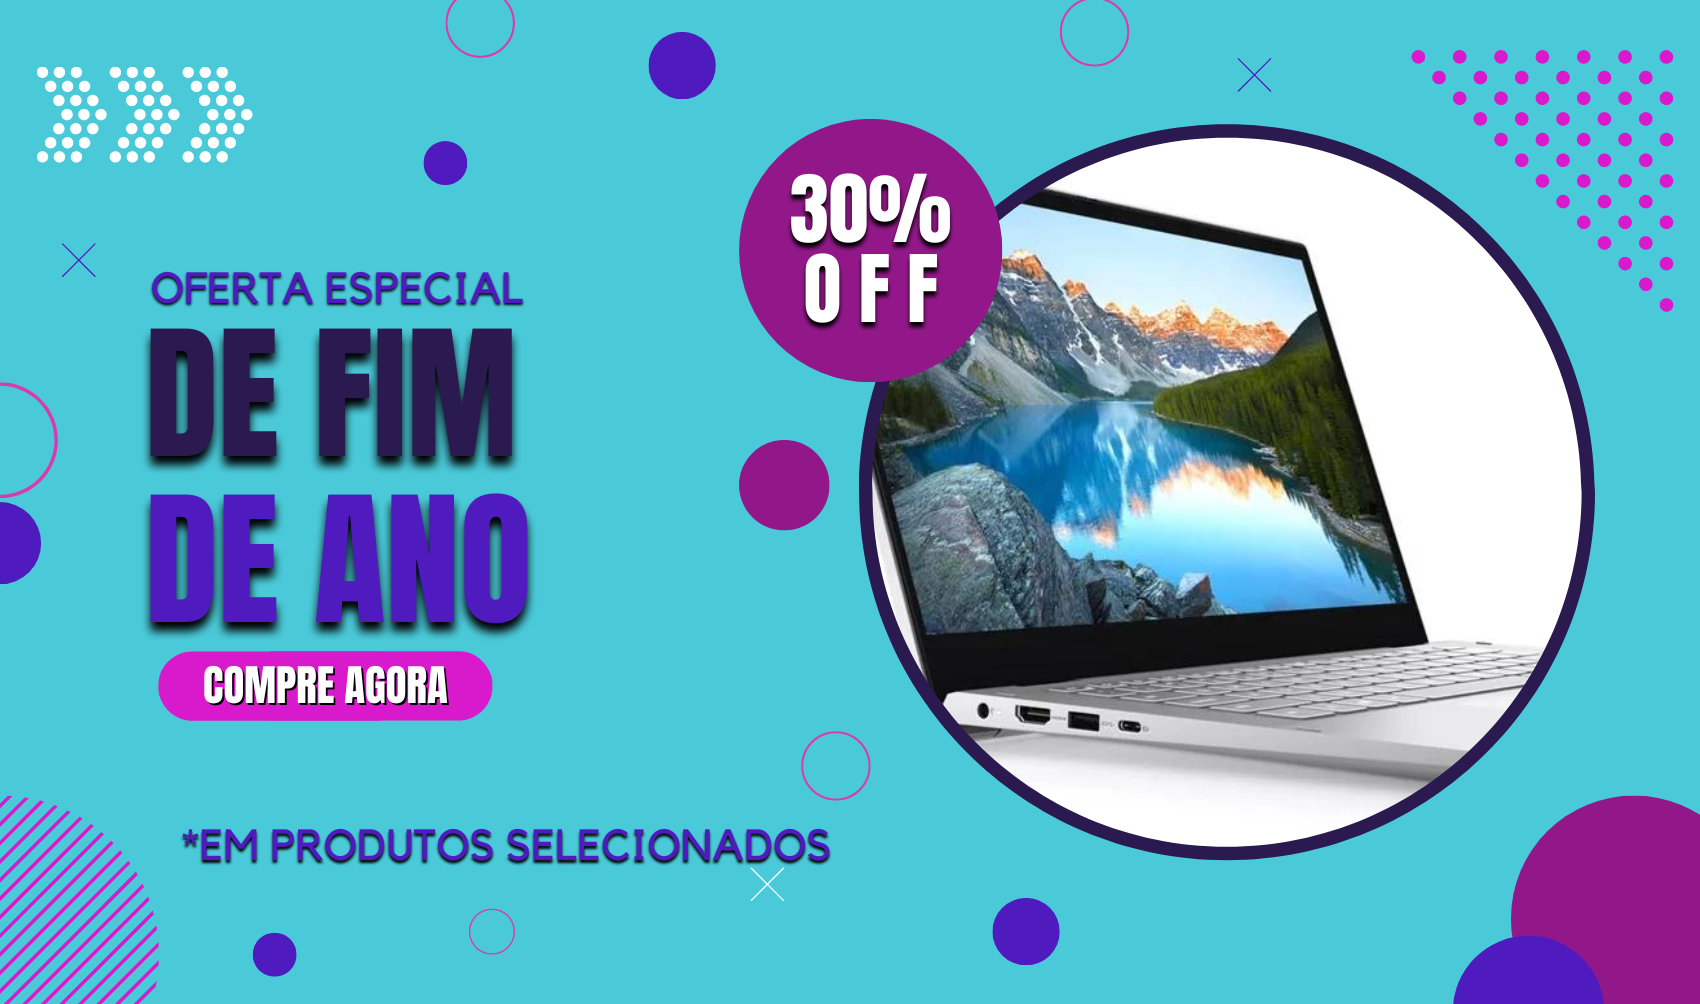 30%
OFF
OFERTA ESPECIAL
DE FIM
DE ANO
COMPRE AGORA
*EM PRODUTOS SELECIONADOS